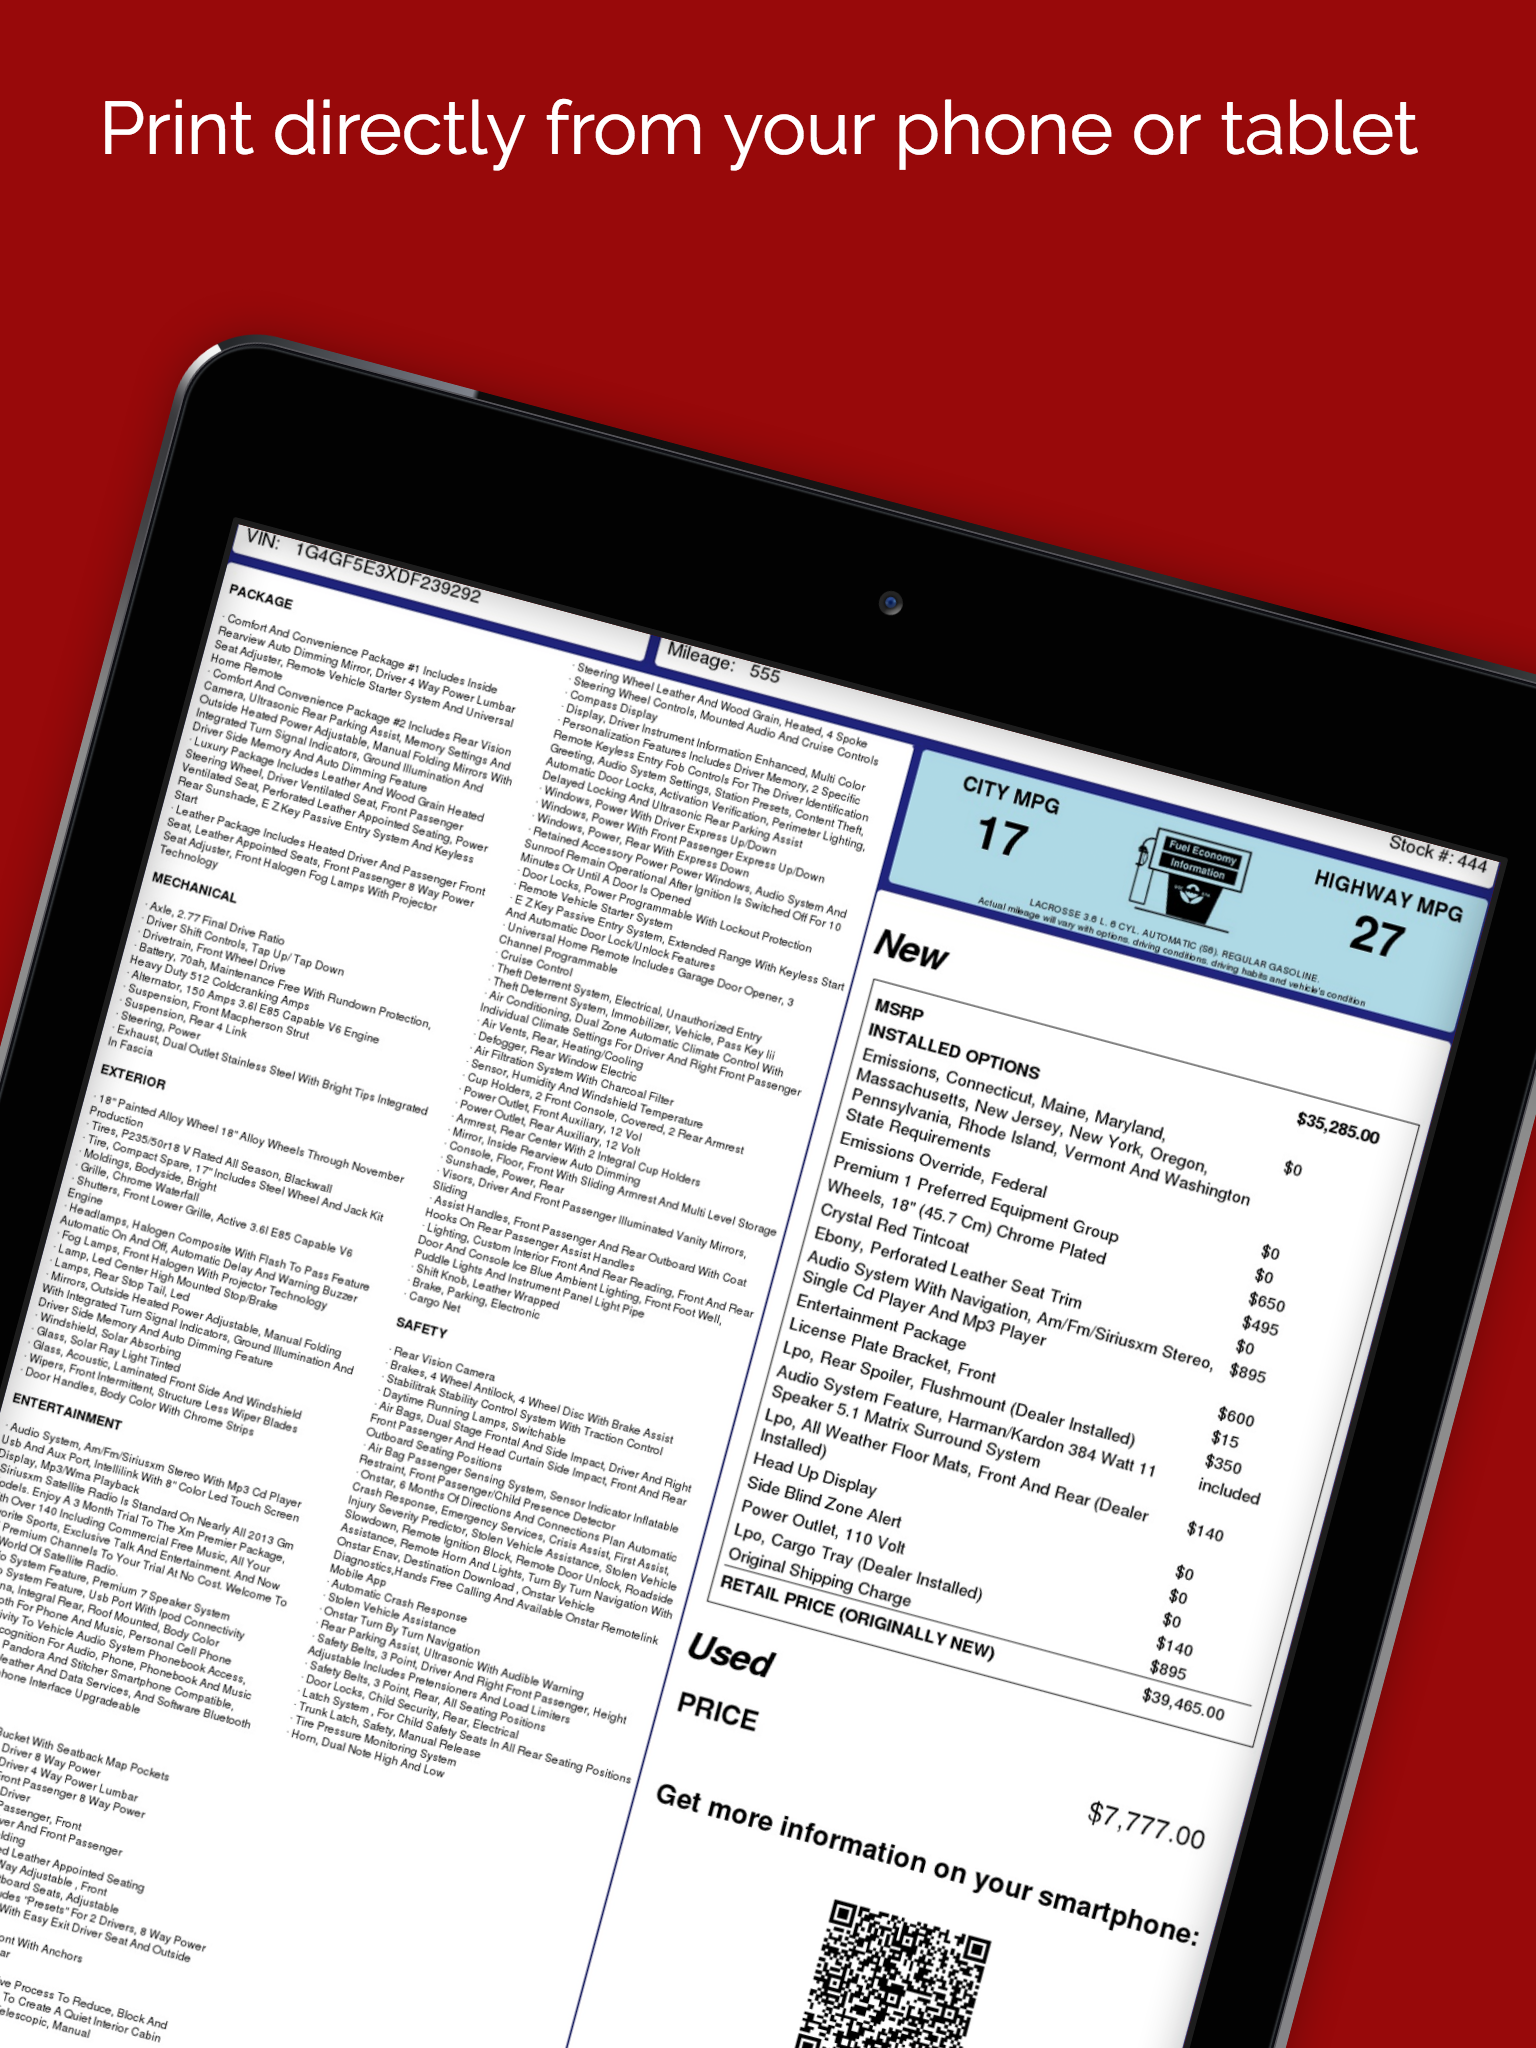 Print directly from your phone or tablet
VIN: 1G4GF5E3XDF239292
Mileage: 555
Stock #: 444
PACKAGE
· Comfort And Convenience Package #1 Includes Inside
Rearview Auto Dimming Mirror, Driver 4 Way Power Lumbar
Seat Adjuster, Remote Vehicle Starter System And Universal
Home Remote
· Comfort And Convenience Package #2 Includes Rear Vision
Camera, Ultrasonic Rear Parking Assist, Memory Settings And
Outside Heated Power Adjustable, Manual Folding Mirrors With
Integrated Turn Signal Indicators, Ground Illumination And
Driver Side Memory And Auto Dimming Feature
· Luxury Package Includes Leather And Wood Grain Heated
Steering Wheel, Driver Ventilated Seat, Front Passenger
Ventilated Seat, Perforated Leather Appointed Seating, Power
Rear Sunshade, E Z Key Passive Entry System And Keyless
Start
· Leather Package Includes Heated Driver And Passenger Front
Seat, Leather Appointed Seats, Front Passenger 8 Way Power
Seat Adjuster, Front Halogen Fog Lamps With Projector
Technology
MECHANICAL
· Axle, 2.77 Final Drive Ratio
· Driver Shift Controls, Tap Up/ Tap Down
· Drivetrain, Front Wheel Drive
· Battery, 70ah, Maintenance Free With Rundown Protection,
Heavy Duty 512 Coldcranking Amps
· Alternator, 150 Amps 3.6l E85 Capable V6 Engine
· Suspension, Front Macpherson Strut
· Suspension, Rear 4 Link
· Steering, Power
· Exhaust, Dual Outlet Stainless Steel With Bright Tips Integrated
In Fascia
EXTERIOR
· 18" Painted Alloy Wheel 18" Alloy Wheels Through November
Production
· Tires, P235/50r18 V Rated All Season, Blackwall
· Tire, Compact Spare, 17" Includes Steel Wheel And Jack Kit
· Moldings, Bodyside, Bright
· Grille, Chrome Waterfall
· Shutters, Front Lower Grille, Active 3.6l E85 Capable V6
Engine
· Headlamps, Halogen Composite With Flash To Pass Feature
Automatic On And Off, Automatic Delay And Warning Buzzer
· Fog Lamps, Front Halogen With Projector Technology
· Lamp, Led Center High Mounted Stop/Brake
· Lamps, Rear Stop Tail, Led
· Mirrors, Outside Heated Power Adjustable, Manual Folding
With Integrated Turn Signal Indicators, Ground Illumination And
Driver Side Memory And Auto Dimming Feature
· Windshield, Solar Absorbing
· Glass, Solar Ray Light Tinted
· Glass, Acoustic, Laminated Front Side And Windshield
· Wipers, Front Intermittent, Structure Less Wiper Blades
· Door Handles, Body Color With Chrome Strips
ENTERTAINMENT
· Audio System, Am/Fm/Siriusxm Stereo With Mp3 Cd Player
Usb And Aux Port, Intellilink With 8" Color Led Touch Screen
Display, Mp3/Wma Playback
Siriusxm Satellite Radio Is Standard On Nearly All 2013 Gm
odels. Enjoy A 3 Month Trial To The Xm Premier Package,
th Over 140 Including Commercial Free Music, All Your
orite Sports, Exclusive Talk And Entertainment. And Now
Premium Channels To Your Trial At No Cost. Welcome To
World Of Satellite Radio.
o System Feature, Premium 7 Speaker System
System Feature, Usb Port With Ipod Connectivity
na, Integral Rear, Roof Mounted, Body Color
oth For Phone And Music, Personal Cell Phone
ivity To Vehicle Audio System Phonebook Access,
cognition For Audio, Phone, Phonebook And Music
Pandora And Stitcher Smartphone Compatible,
eather And Data Services, And Software Bluetooth
hone Interface Upgradeable
Bucket With Seatback Map Pockets
Driver 8 Way Power
Driver 4 Way Power Lumbar
ront Passenger 8 Way Power
Driver
Passenger, Front
ver And Front Passenger
lding
ed Leather Appointed Seating
Way Adjustable , Front
board Seats, Adjustable
udes "Presets" For 2 Drivers, 8 Way Power
With Easy Exit Driver Seat And Outside
ont With Anchors
ar
ve Process To Reduce, Block And
To Create A Quiet Interior Cabin
elescopic, Manual
· Steering Wheel Leather And Wood Grain, Heated, 4 Spoke
· Steering Wheel Controls, Mounted Audio And Cruise Controls
· Compass Display
· Display, Driver Instrument Information Enhanced, Multi Color
· Personalization Features Includes Driver Memory, 2 Specific
Remote Keyless Entry Fob Controls For The Driver Identification
Greeting, Audio System Settings, Station Presets, Content Theft,
Automatic Door Locks, Activation Verification, Perimeter Lighting,
Delayed Locking And Ultrasonic Rear Parking Assist
· Windows, Power With Driver Express Up/Down
· Windows, Power With Front Passenger Express Up/Down
· Windows, Power, Rear With Express Down
· Retained Accessory Power Power Windows, Audio System And
Sunroof Remain Operational After Ignition Is Switched Off For 10
Minutes Or Until A Door Is Opened
· Door Locks, Power Programmable With Lockout Protection
· Remote Vehicle Starter System
· E Z Key Passive Entry System, Extended Range With Keyless Start
And Automatic Door Lock/Unlock Features
· Universal Home Remote Includes Garage Door Opener, 3
Channel Programmable
· Cruise Control
· Theft Deterrent System, Electrical, Unauthorized Entry
· Theft Deterrent System, Immobilizer, Vehicle, Pass Key Iii
· Air Conditioning, Dual Zone Automatic Climate Control With
Individual Climate Settings For Driver And Right Front Passenger
· Air Vents, Rear, Heating/Cooling
· Defogger, Rear Window Electric
· Air Filtration System With Charcoal Filter
· Sensor, Humidity And Windshield Temperature
· Cup Holders, 2 Front Console, Covered, 2 Rear Armrest
· Power Outlet, Front Auxiliary, 12 Vol
· Power Outlet, Rear Auxiliary, 12 Volt
· Armrest, Rear Center With 2 Integral Cup Holders
· Mirror, Inside Rearview Auto Dimming
· Console, Floor, Front With Sliding Armrest And Multi Level Storage
· Sunshade, Power, Rear
· Visors, Driver And Front Passenger Illuminated Vanity Mirrors,
Sliding
· Assist Handles, Front Passenger And Rear Outboard With Coat
Hooks On Rear Passenger Assist Handles
· Lighting, Custom Interior Front And Rear Reading, Front And Rear
Door And Console Ice Blue Ambient Lighting, Front Foot Well,
Puddle Lights And Instrument Panel Light Pipe
· Shift Knob, Leather Wrapped
· Brake, Parking, Electronic
· Cargo Net
SAFETY
· Rear Vision Camera
· Brakes, 4 Wheel Antilock, 4 Wheel Disc With Brake Assist
· Stabilitrak Stability Control System With Traction Control
· Daytime Running Lamps, Switchable
· Air Bags, Dual Stage Frontal And Side Impact, Driver And Right
Front Passenger And Head Curtain Side Impact, Front And Rear
Outboard Seating Positions
· Air Bag Passenger Sensing System, Sensor Indicator Inflatable
Restraint, Front Passenger/Child Presence Detector
· Onstar, 6 Months Of Directions And Connections Plan Automatic
Crash Response, Emergency Services, Crisis Assist, First Assist,
Injury Severity Predictor, Stolen Vehicle Assistance, Stolen Vehicle
Slowdown, Remote Ignition Block, Remote Door Unlock, Roadside
Assistance, Remote Horn And Lights, Turn By Turn Navigation With
Onstar Enav, Destination Download , Onstar Vehicle
Diagnostics,Hands Free Calling And Available Onstar Remotelink
Mobile App
· Automatic Crash Response
· Stolen Vehicle Assistance
· Onstar Turn By Turn Navigation
· Rear Parking Assist, Ultrasonic With Audible Warning
· Safety Belts, 3 Point, Driver And Right Front Passenger, Height
Adjustable Includes Pretensioners And Load Limiters
· Safety Belts, 3 Point, Rear, All Seating Positions
· Door Locks, Child Security, Rear, Electrical
· Latch System , For Child Safety Seats In All Rear Seating Positions
· Trunk Latch, Safety, Manual Release
· Tire Pressure Monitoring System
· Horn, Dual Note High And Low
CITY MPG
17
Fuel Economy
Information
HIGHWAY MPG
27
LACROSSE 3.6 L. 6 CYL. AUTOMATIC (S6). REGULAR GASOLINE.
Actual mileage will vary with options, driving conditions, driving habits and vehicle's condition
New
MSRP $35,285.00
INSTALLED OPTIONS
Emissions, Connecticut, Maine, Maryland, $0
Massachusetts, New Jersey, New York, Oregon,
Pennsylvania, Rhode Island, Vermont And Washington
State Requirements
Emissions Override, Federal $0
Premium 1 Preferred Equipment Group $0
Wheels, 18" (45.7 Cm) Chrome Plated $650
Crystal Red Tintcoat $495
Ebony, Perforated Leather Seat Trim $0
Audio System With Navigation, Am/Fm/Siriusxm Stereo, $895
Single Cd Player And Mp3 Player
Entertainment Package $600
License Plate Bracket, Front $15
Lpo, Rear Spoiler, Flushmount (Dealer Installed) $350
Audio System Feature, Harman/Kardon 384 Watt 11 included
Speaker 5.1 Matrix Surround System
Lpo, All Weather Floor Mats, Front And Rear (Dealer $140
Installed)
Head Up Display $0
Side Blind Zone Alert $0
Power Outlet, 110 Volt $0
Lpo, Cargo Tray (Dealer Installed) $140
Original Shipping Charge $895
RETAIL PRICE (ORIGINALLY NEW) $39,465.00
Used
PRICE
$7,777.00
Get more information on your smartphone: